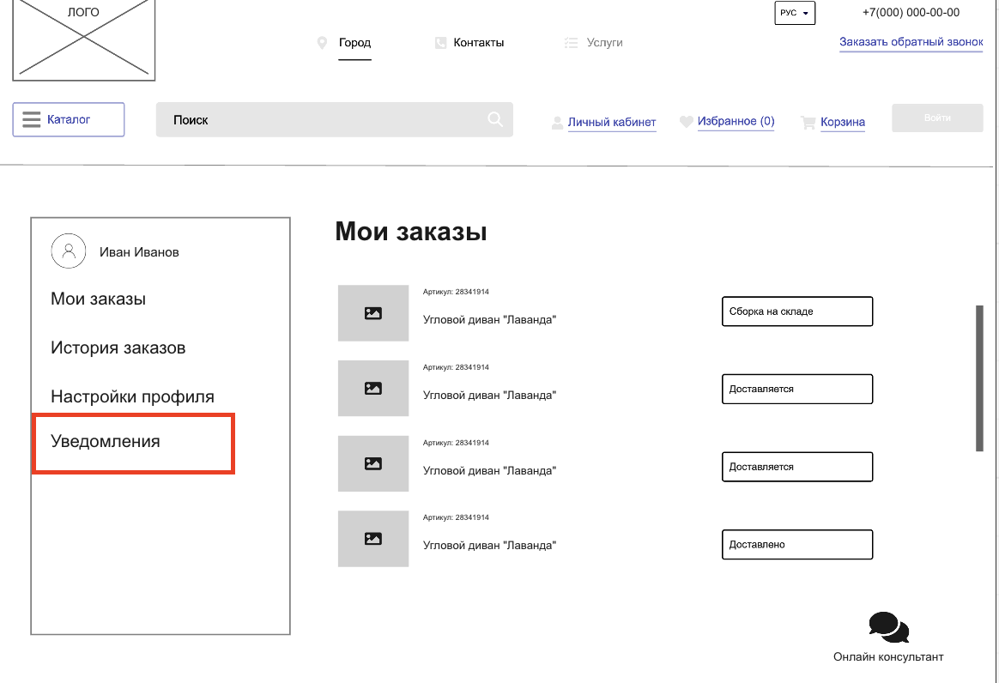 ЛОГО
РУС
+7(000) 000-00-00
Город
Контакты
Услуги
Заказать обратный звонок
Каталог
Поиск
Личный кабинет
Избранное (0)
Корзина
Войти
Иван Иванов
Мои заказы
История заказов
Настройки профиля
Уведомления
Мои заказы
Артикул: 28341914
Угловой диван "Лаванда"
Сборка на складе
Артикул: 28341914
Угловой диван "Лаванда"
Доставляется
Артикул: 28341914
Угловой диван "Лаванда"
Доставляется
Артикул: 28341914
Угловой диван "Лаванда"
Доставлено
Онлайн консультант